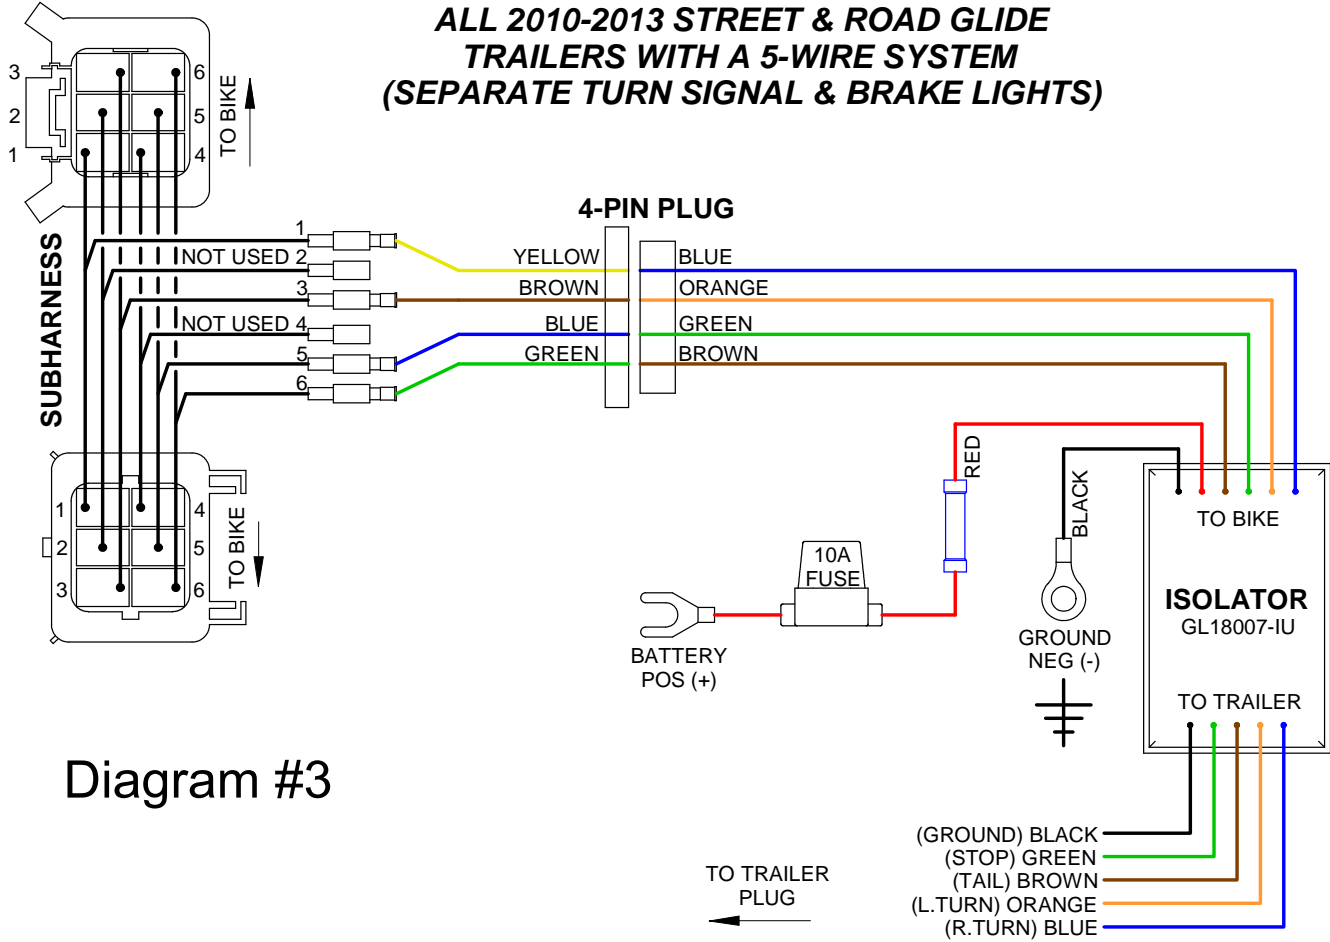 ALL 2010-2013 STREET & ROAD GLIDE
TRAILERS WITH A 5-WIRE SYSTEM
(SEPARATE TURN SIGNAL & BRAKE LIGHTS)
3
2
1
6
5
4
TO BIKE
SUBHARNESS
1
NOT USED 2
3
NOT USED 4
5
6
4-PIN PLUG
YELLOW
BROWN
BLUE
GREEN
BLUE
ORANGE
GREEN
BROWN
1
2
3
4
5
6
TO BIKE
RED
BLACK
10A
FUSE
BATTERY
POS (+)
GROUND
NEG (-)
TO BIKE
ISOLATOR
GL18007-IU
TO TRAILER
Diagram #3
(GROUND) BLACK
(STOP) GREEN
(TAIL) BROWN
(L.TURN) ORANGE
(R.TURN) BLUE
TO TRAILER
PLUG